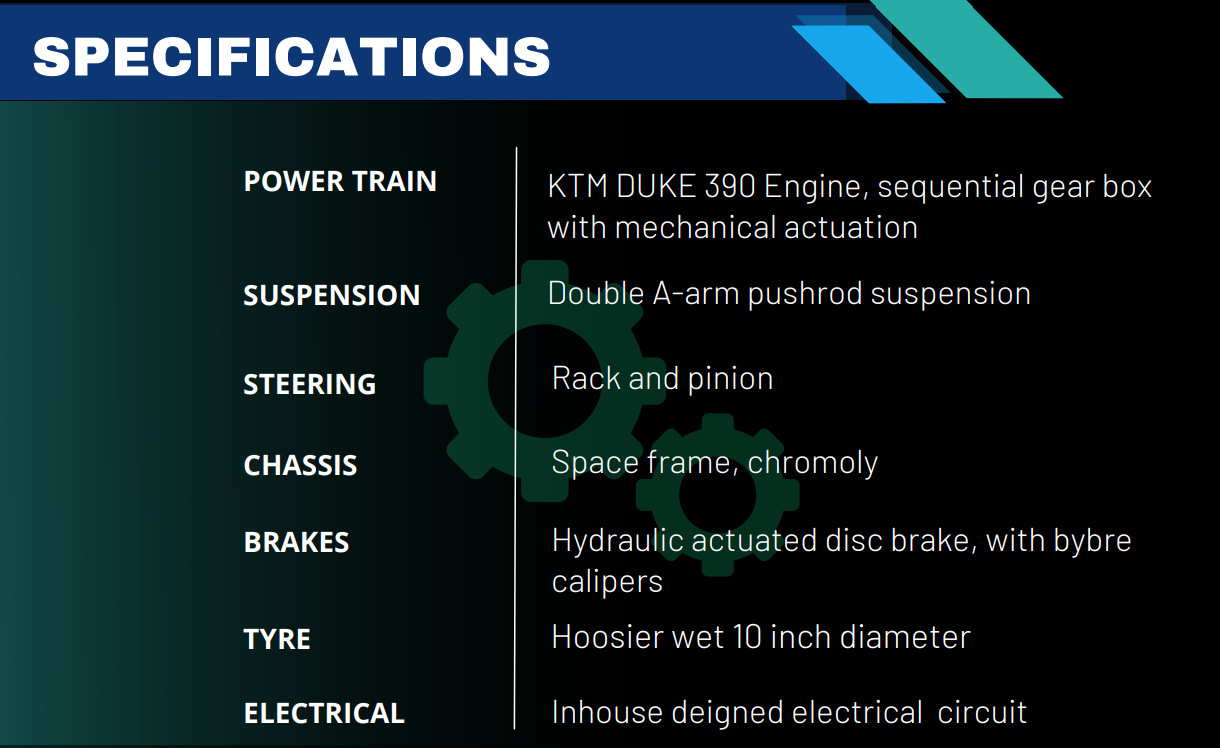 SPECIFICATIONS
POWER TRAIN
KTM DUKE 390 Engine, sequential gear box
with mechanical actuation
SUSPENSION
Double A-arm pushrod suspension
STEERING
Rack and pinion
CHASSIS
Space frame, chromoly
BRAKES
Hydraulic actuated disc brake, with bybre
calipers
TYRE
Hoosier wet 10 inch diameter
ELECTRICAL
Inhouse deigned electrical  circuit